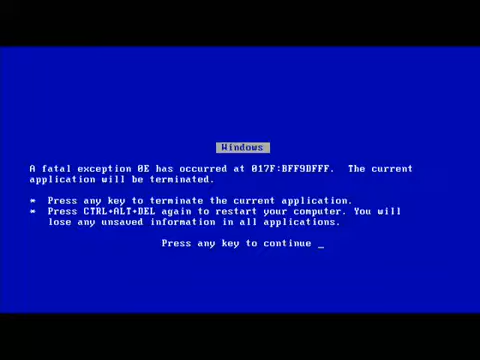 Windows
A fatal exception 0E has occurred at 017F:BFF9DFFF. The current
application will be terminated.
* Press any key to terminate the current application.
* Press CTRL+ALT+DEL again to restart your computer. You will
lose any unsaved information in all applications.
Press any key to continue _